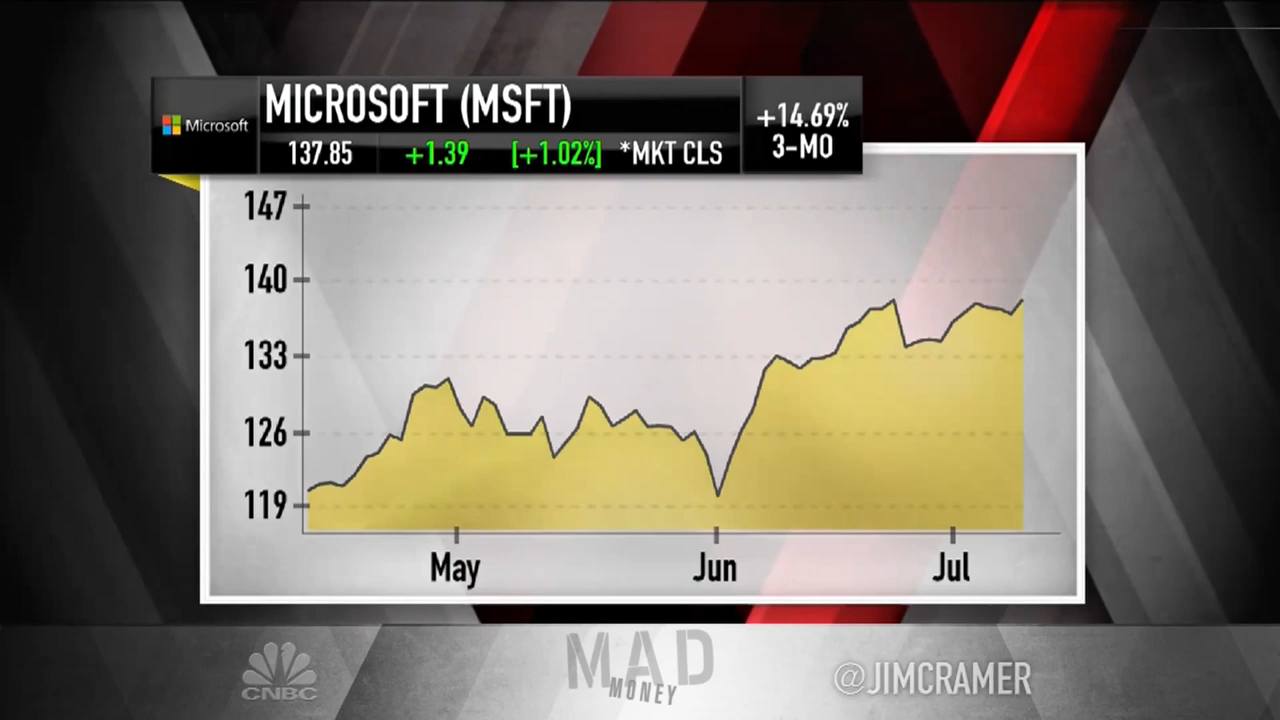 Microsoft
MICROSOFT (MSFT)
137.85 +1.39 [+1.02%] *MKT CLS
+14.69%
3-MO
147
140
133
126
119
May Jun Jul
CNBC
MAD
MONEY
@JIMCRAMER